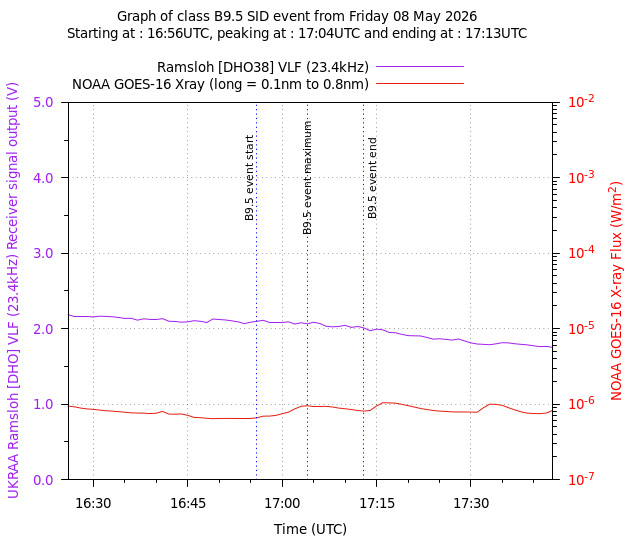 Graph of class B9.5 SID event from Friday 08 May 2026
Starting at : 16:56UTC, peaking at : 17:04UTC and ending at : 17:13UTC
Ramsloh [DHO38] VLF (23.4kHz)
NOAA GOES-16 Xray (long = 0.1nm to 0.8nm)
UKRAA Ramsloh [DHO] VLF (23.4kHz) Receiver signal output (V)
5.0
4.0
3.0
2.0
1.0
0.0
B9.5 event start
B9.5 event maximum
B9.5 event end
10-2
10-3
10-4
10-5
10-6
10-7
NOAA GOES-16 X-ray Flux (W/m2)
16:30
16:45
17:00
17:15
17:30
Time (UTC)